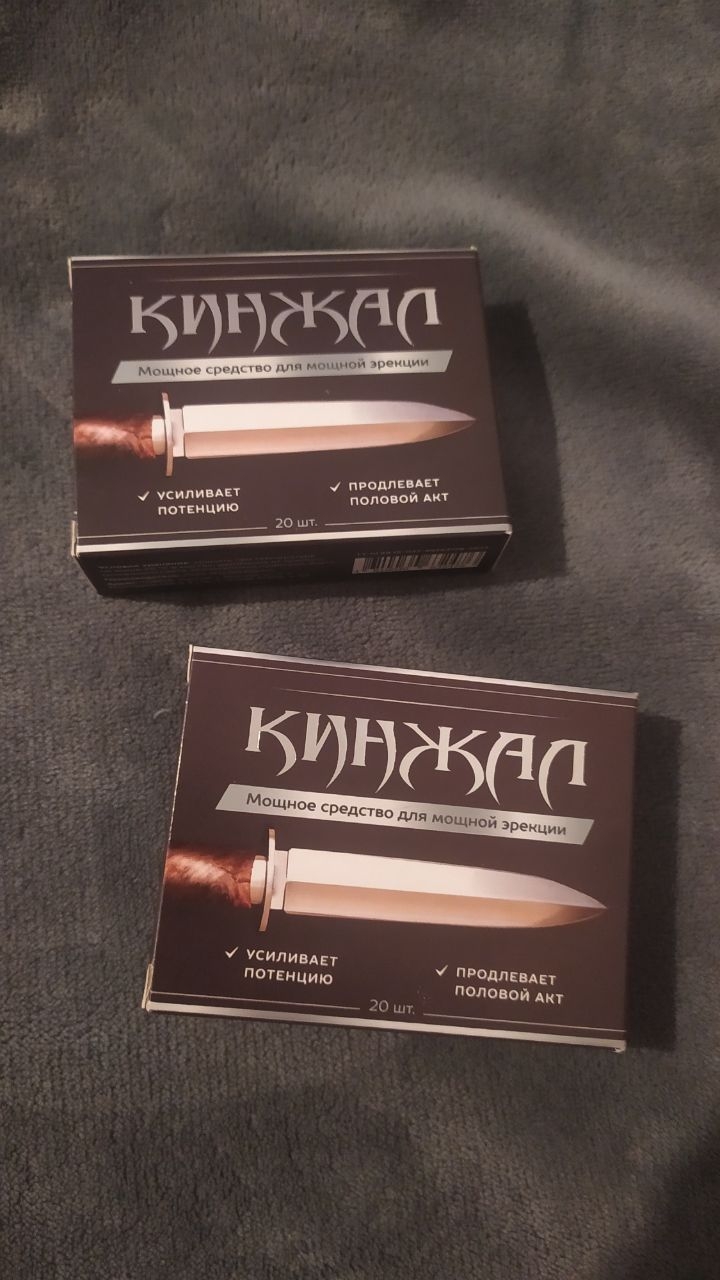 КИНЖАЛ
Мощное средство для мощной эрекции
УСИЛИВАЕТ
ПОТЕНЦИЮ
ПРОДЛЕВАЕТ
ПОЛОВОЙ АКТ
20 шт.
КИНЖАЛ
Мощное средство для мощной эрекции
УСИЛИВАЕТ
ПОТЕНЦИЮ
ПРОДЛЕВАЕТ
ПОЛОВОЙ АКТ
20 шт.